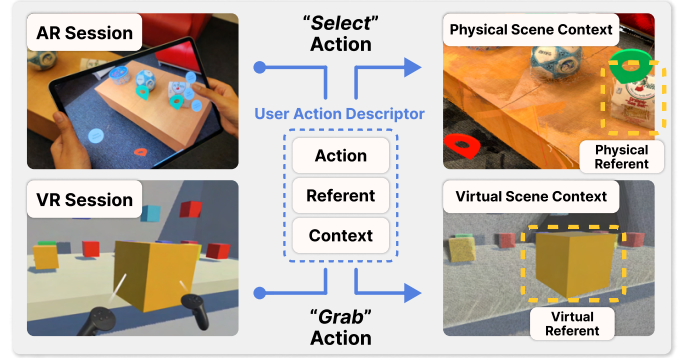 AR Session
“Select”
Action
Physical Scene Context
User Action Descriptor
Action
Referent
Context
Physical
Referent
VR Session
Virtual Scene Context
“Grab”
Action
Virtual
Referent